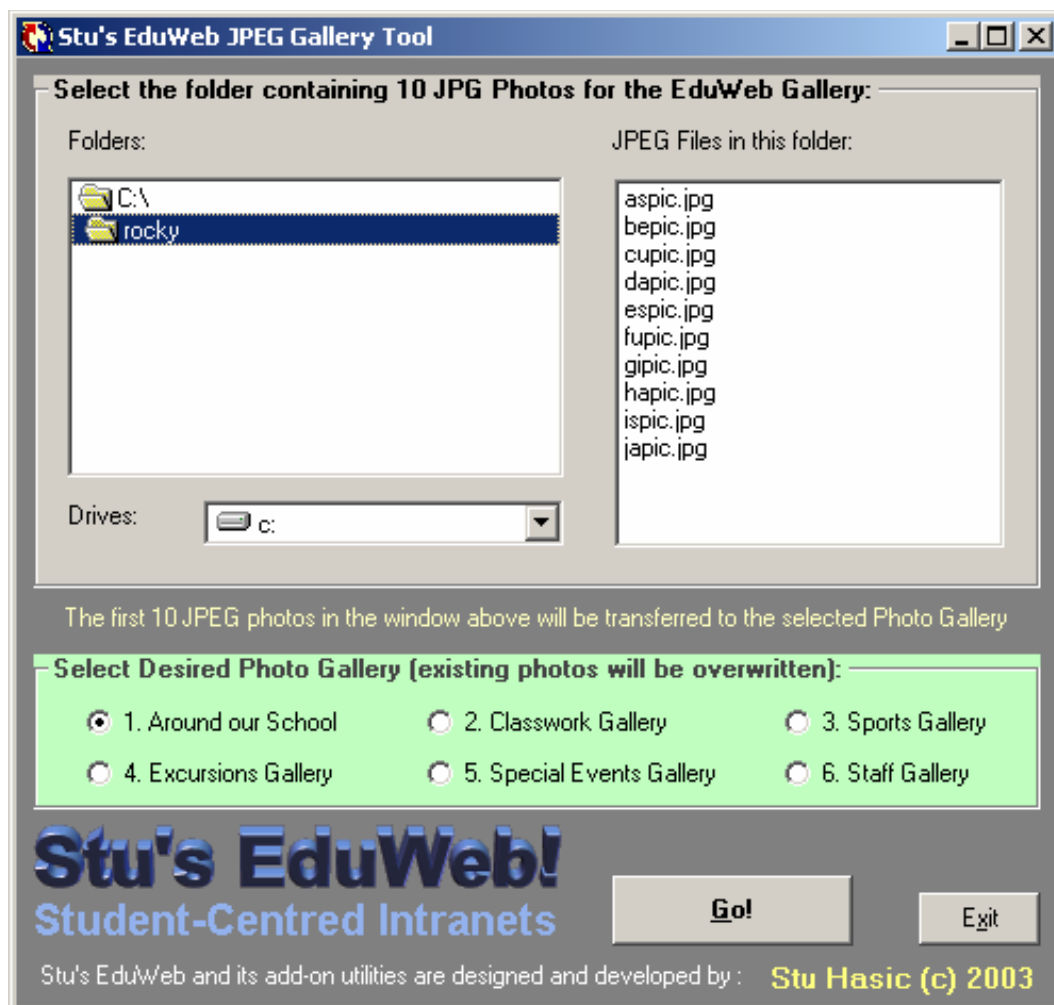 Stu's EduWeb JPEG Gallery Tool
Select the folder containing 10 JPG Photos for the EduWeb Gallery:
Folders:
JPEG Files in this folder:
C:\
rocky
aspic.jpg
bepic.jpg
cupic.jpg
dapic.jpg
espic.jpg
fupic.jpg
gipic.jpg
hapic.jpg
ispic.jpg
japic.jpg
Drives:
c:
The first 10 JPEG photos in the window above will be transferred to the selected Photo Gallery
Select Desired Photo Gallery (existing photos will be overwritten):
1. Around our School
2. Classwork Gallery
3. Sports Gallery
4. Excursions Gallery
5. Special Events Gallery
6. Staff Gallery
Stu's EduWeb!
Student-Centred Intranets
Go!
Exit
Stu's EduWeb and its add-on utilities are designed and developed by :
Stu Hasic (c) 2003